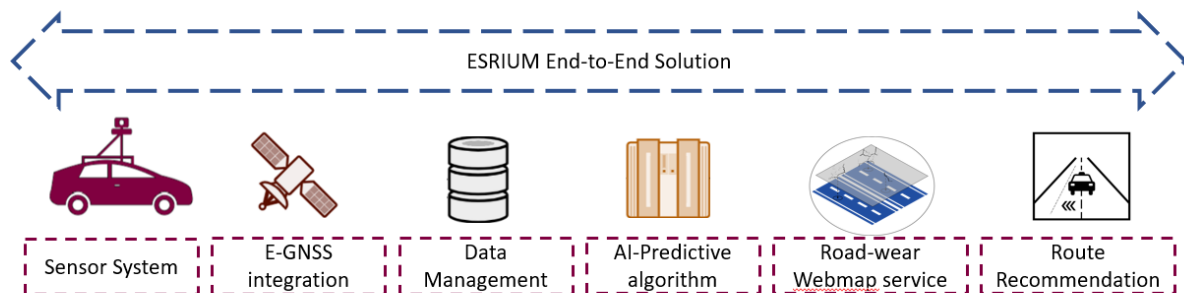 ESRIUM End-to-End Solution
Sensor System
E-GNSS
integration
Data
Management
AI-Predictive
algorithm
Road-wear
Webmap service
Route
Recommendation